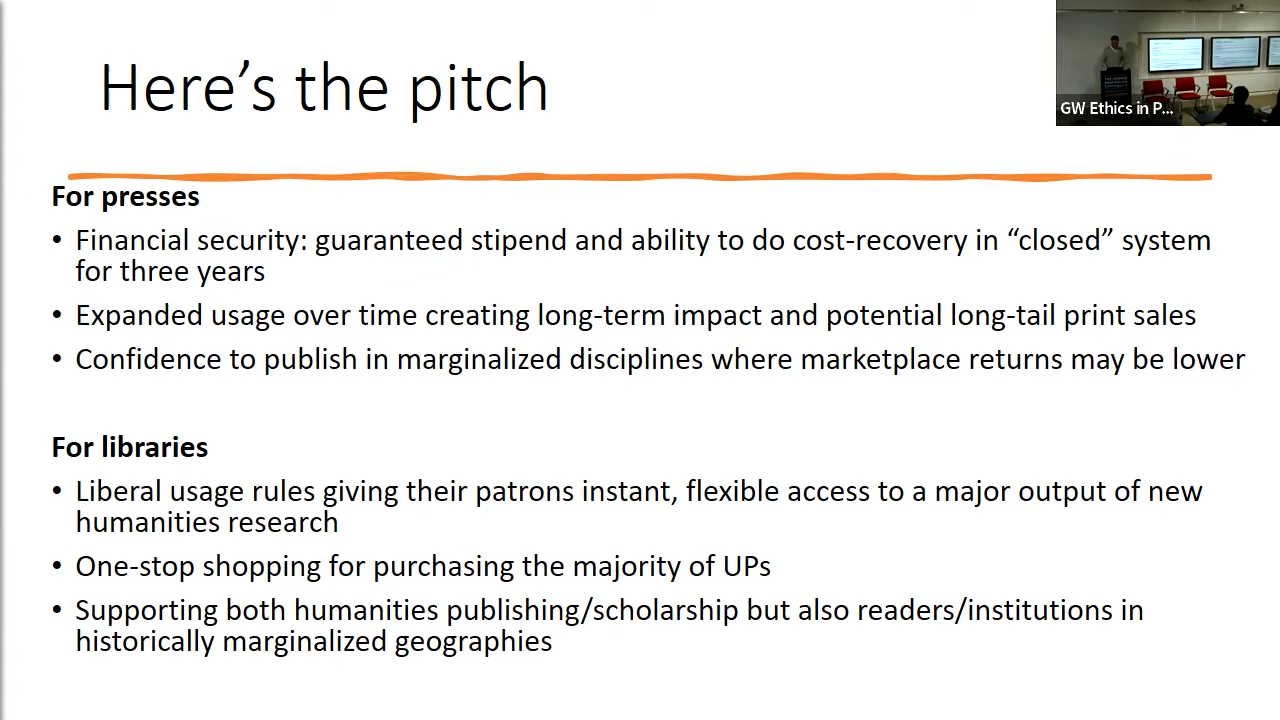 Here’s the pitch
GW Ethics in P...
For presses
• Financial security: guaranteed stipend and ability to do cost-recovery in “closed” system
for three years
• Expanded usage over time creating long-term impact and potential long-tail print sales
• Confidence to publish in marginalized disciplines where marketplace returns may be lower
For libraries
• Liberal usage rules giving their patrons instant, flexible access to a major output of new
humanities research
• One-stop shopping for purchasing the majority of UPs
• Supporting both humanities publishing/scholarship but also readers/institutions in
historically marginalized geographies